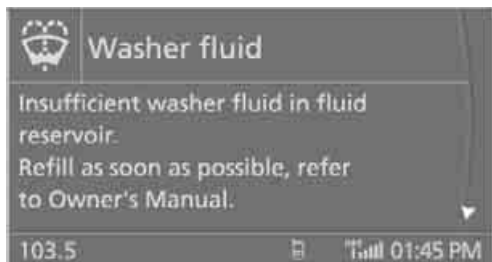 Washer fluid
Insufficient washer fluid in fluid
reservoir.
Refill as soon as possible, refer
to Owner's Manual.
103.5 01:45 PM